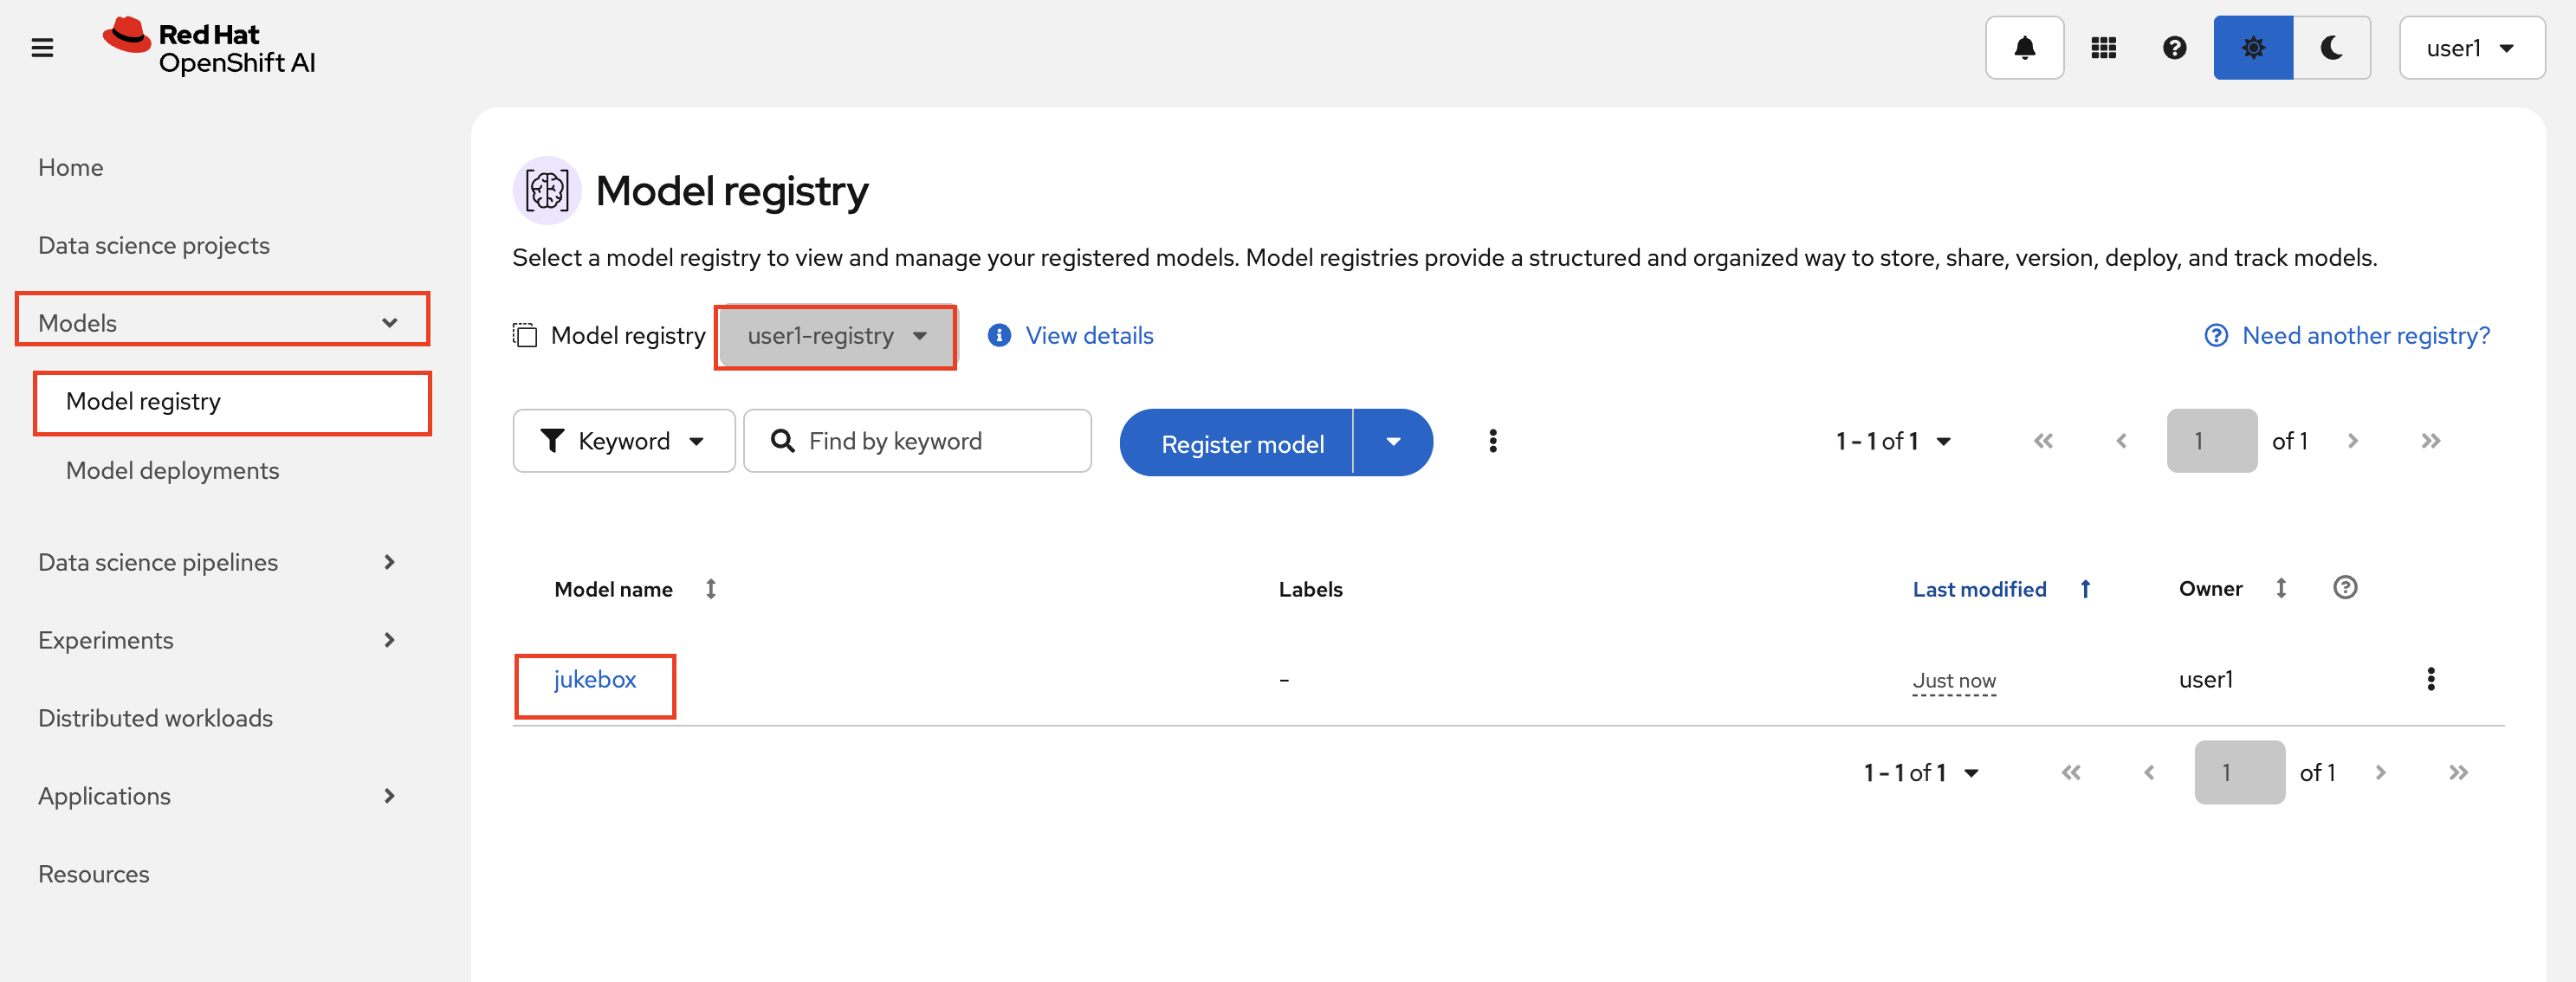 Red Hat
OpenShift AI
user1
Home
Data science projects
Models
Model registry
Model deployments
Data science pipelines
Experiments
Distributed workloads
Applications
Resources
Model registry
Select a model registry to view and manage your registered models. Model registries provide a structured and organized way to store, share, version, deploy, and track models.
Model registry user1-registry View details Need another registry?
Keyword Find by keyword Register model 1 - 1 of 1 1 of 1
Model name Labels Last modified Owner
jukebox - Just now user1
1 - 1 of 1 1 of 1